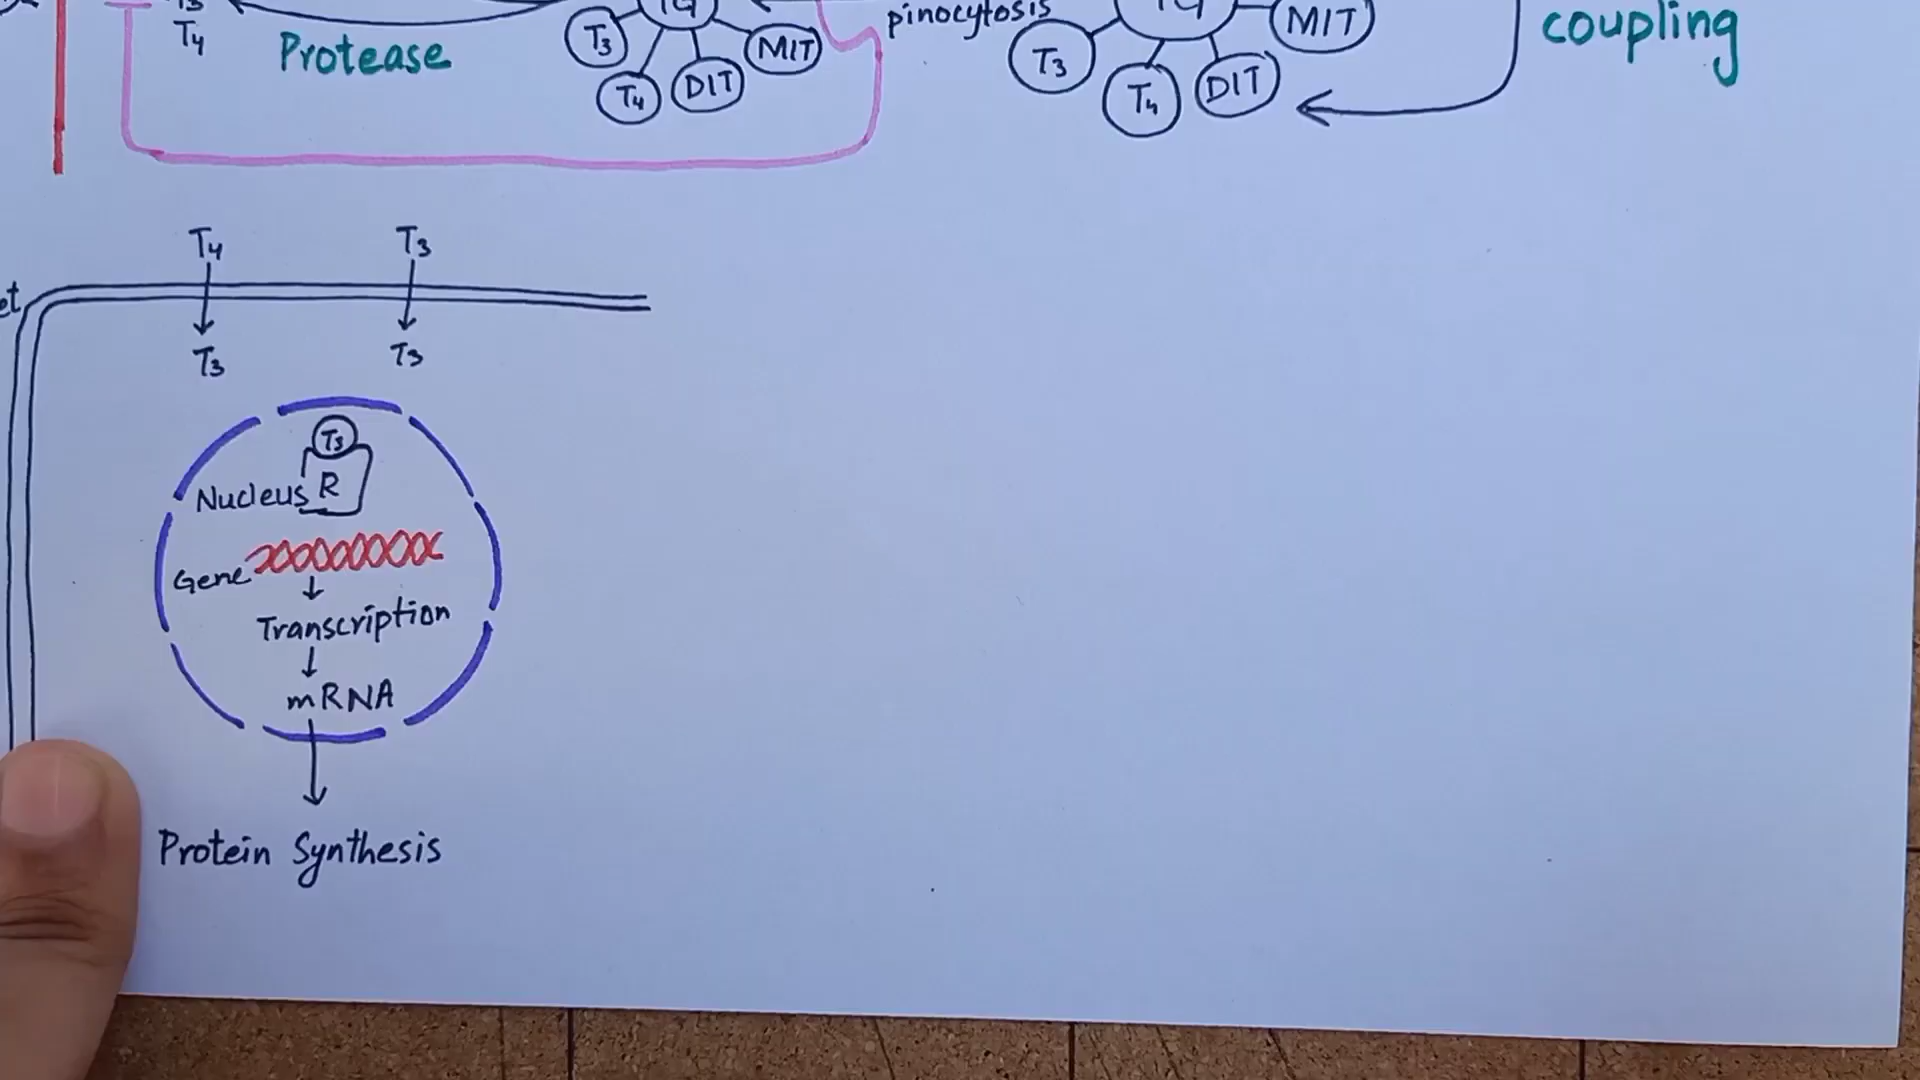 T4
Protease
T3
T4
DIT
MIT
pinocytosis
T3
T4
DIT
MIT
coupling
T4
T3
T3
T3
T3
Nucleus R
Gene
Transcription
mRNA
Protein Synthesis